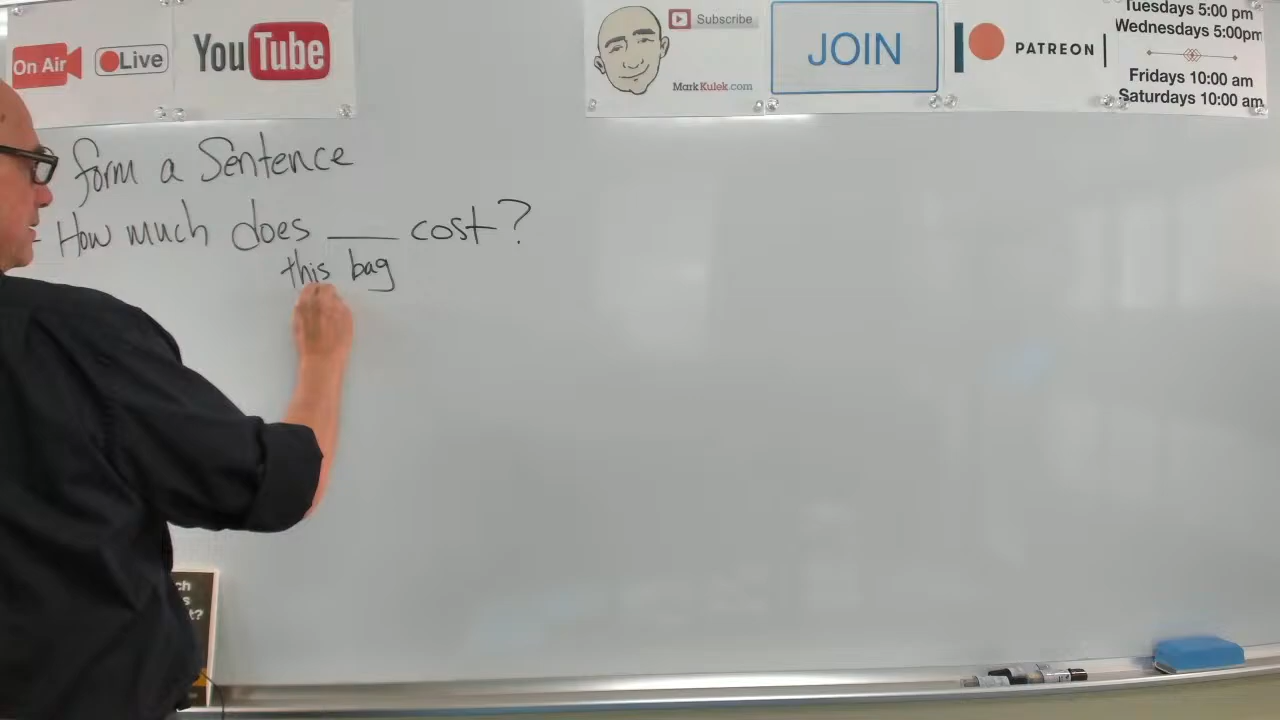 On Air
Live
YouTube
Subscribe
MarkKulek.com
JOIN
PATREON
Tuesdays 5:00 pm
Wednesdays 5:00pm
Fridays 10:00 am
Saturdays 10:00 am
form a Sentence
- How much does ___ cost?
this bag